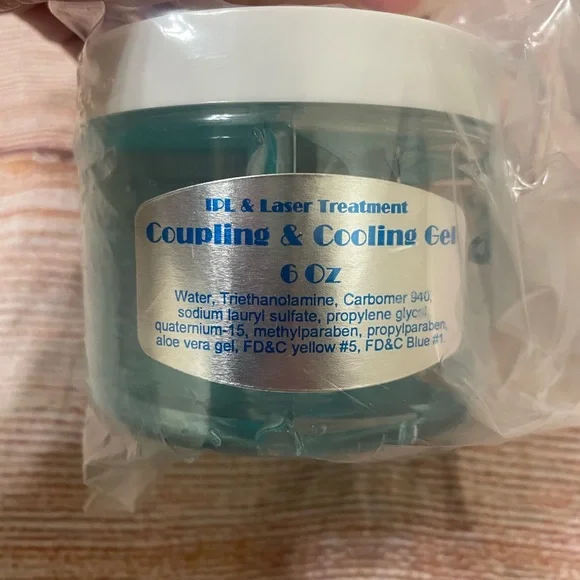 IPL & Laser Treatment
Coupling & Cooling Gel
6 Oz
Water, Triethanolamine, Carbomer 940,
sodium lauryl sulfate, propylene glycol,
quaternium-15, methylparaben, propylparaben,
aloe vera gel, FD&C yellow #5, FD&C Blue #1.